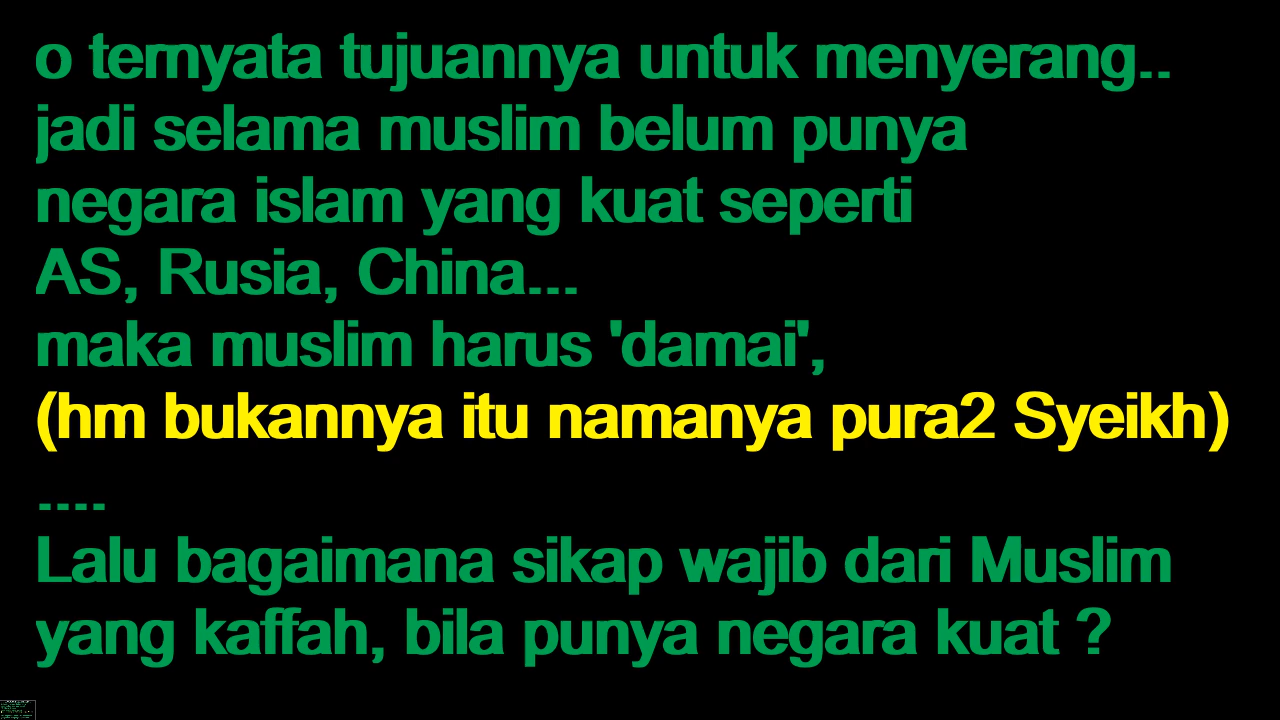 o ternyata tujuannya untuk menyerang..
jadi selama muslim belum punya
negara islam yang kuat seperti
AS, Rusia, China...
maka muslim harus 'damai',
(hm bukannya itu namanya pura2 Syeikh)
....
Lalu bagaimana sikap wajib dari Muslim
yang kaffah, bila punya negara kuat ?